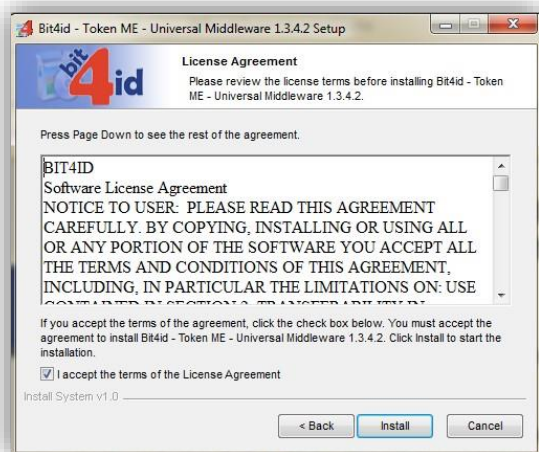 Bit4id - Token ME - Universal Middleware 1.3.4.2 Setup
bit
4id
License Agreement
Please review the license terms before installing Bit4id - Token
ME - Universal Middleware 1.3.4.2.
Press Page Down to see the rest of the agreement.
BIT4ID
Software License Agreement
NOTICE TO USER: PLEASE READ THIS AGREEMENT
CAREFULLY. BY COPYING, INSTALLING OR USING ALL
OR ANY PORTION OF THE SOFTWARE YOU ACCEPT ALL
THE TERMS AND CONDITIONS OF THIS AGREEMENT,
INCLUDING, IN PARTICULAR THE LIMITATIONS ON: USE
CONTAINED IN SECTION 2, TRANSFERABILITY IN
If you accept the terms of the agreement, click the check box below. You must accept the
agreement to install Bit4id - Token ME - Universal Middleware 1.3.4.2. Click Install to start the
installation.
I accept the terms of the License Agreement
Install System v1.0
< Back Install Cancel